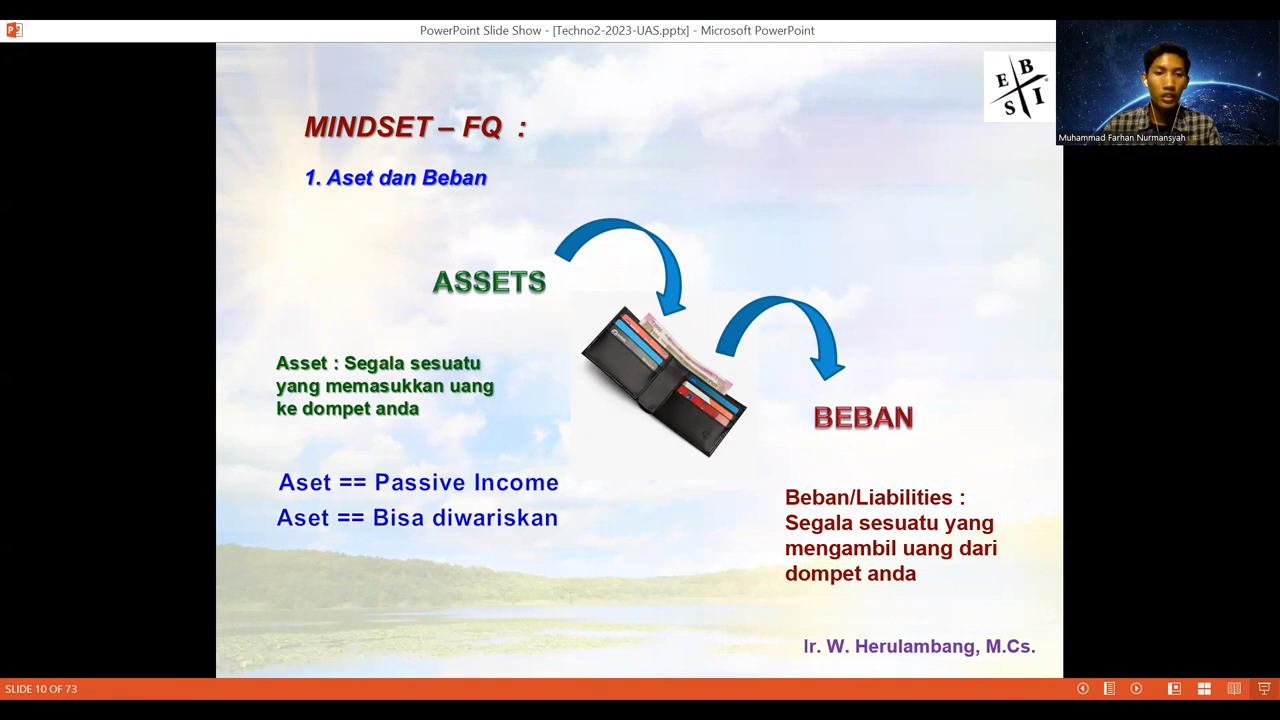 PowerPoint Slide Show - [Techno2-2023-UAS.pptx] - Microsoft PowerPoint
E B
S I
Muhammad Farhan Nurmansyah
MINDSET – FQ :
1. Aset dan Beban
ASSETS
Asset : Segala sesuatu
yang memasukkan uang
ke dompet anda
BEBAN
Aset == Passive Income
Aset == Bisa diwariskan
Beban/Liabilities :
Segala sesuatu yang
mengambil uang dari
dompet anda
Ir. W. Herulambang, M.Cs.
SLIDE 10 OF 73